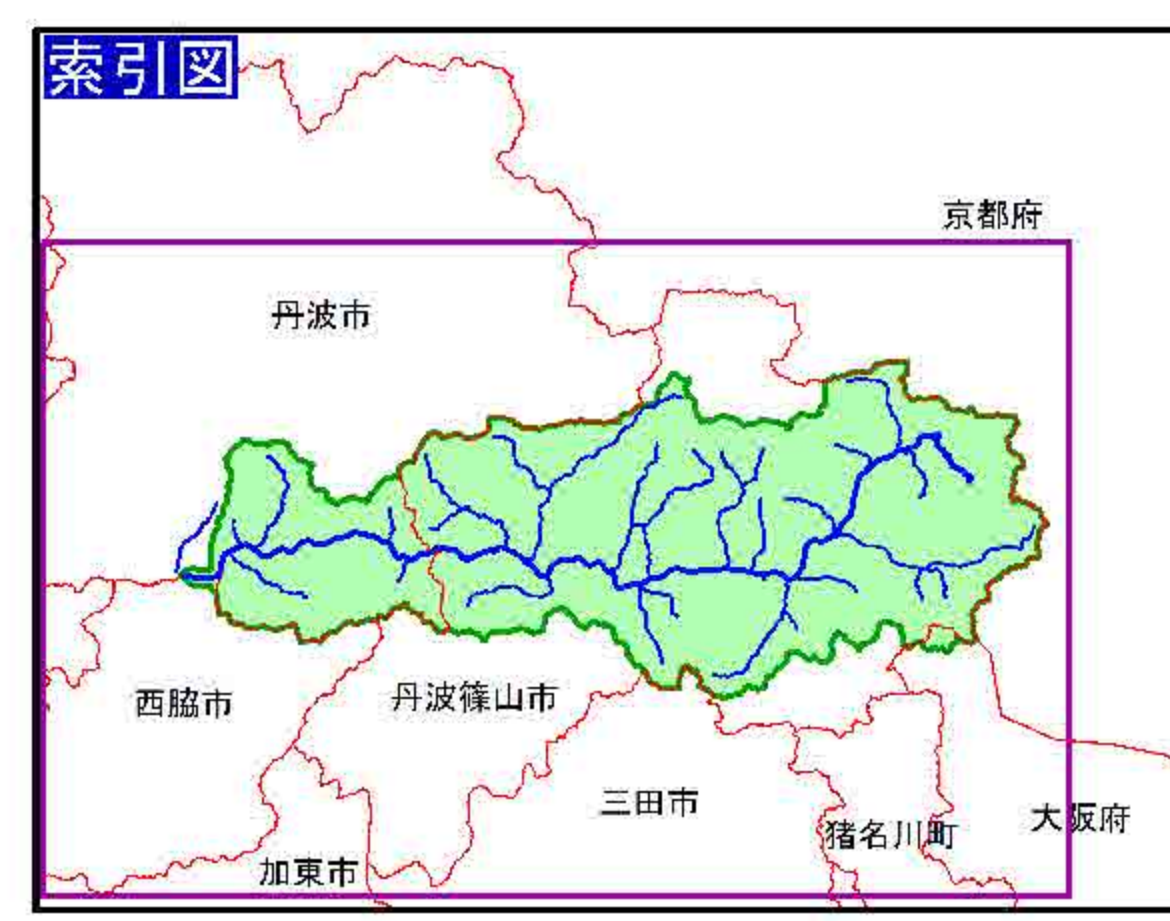 索引図
京都府
丹波市
西脇市
丹波篠山市
三田市
猪名川町
大阪府
加東市